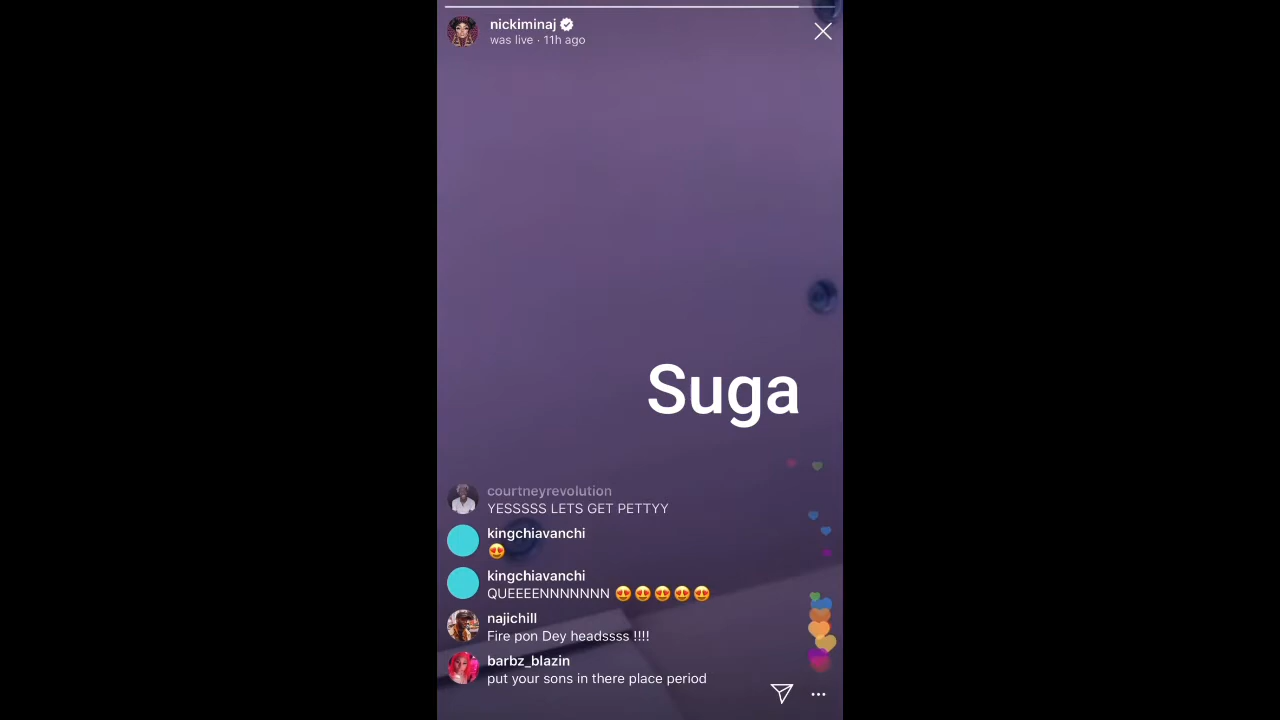 nickiminaj
was live · 11h ago
Suga
courtneyrevolution
YESSSSS LETS GET PETTYY
kingchiavanchi
😍
kingchiavanchi
QUEEEENNNNNNN 😍😍😍😍😍
najichill
Fire pon Dey headssss !!!!
barbz_blazin
put your sons in there place period